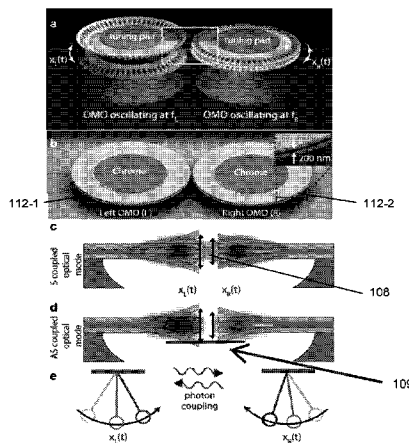 a
Tuning part
Tuning part
x_L(t)
x_R(t)
OMO oscillating at f_L
OMO oscillating at f_R
b
Chrome
Chrome
200 nm
112-1
112-2
Left OMO (L)
Right OMO (R)
c
S coupled
optical
mode
x_L(t)
x_R(t)
108
d
AS coupled
optical
mode
109
e
photon
coupling
x_L(t)
x_R(t)